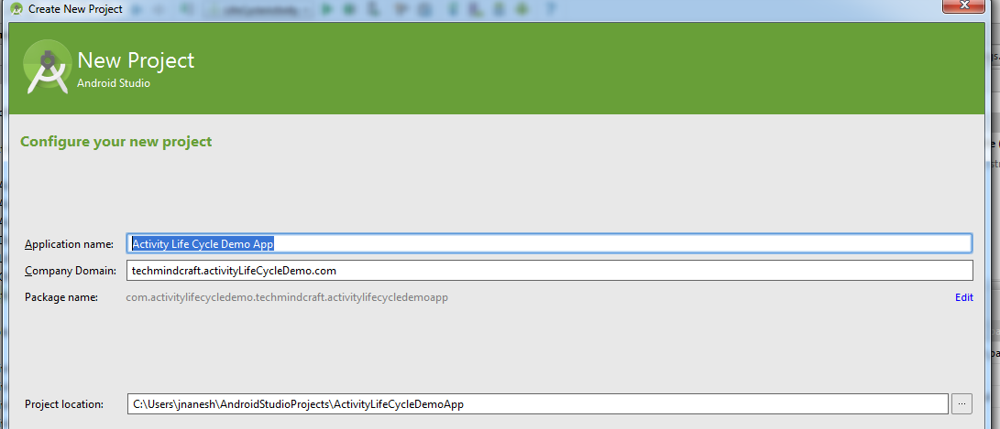 Create New Project
New Project
Android Studio
Configure your new project
Application name: Activity Life Cycle Demo App
Company Domain: techmindcraft.activityLifeCycleDemo.com
Package name: com.activitylifecycledemo.techmindcraft.activitylifecycledemoapp Edit
Project location: C:\Users\jnanesh\AndroidStudioProjects\ActivityLifeCycleDemoApp ...